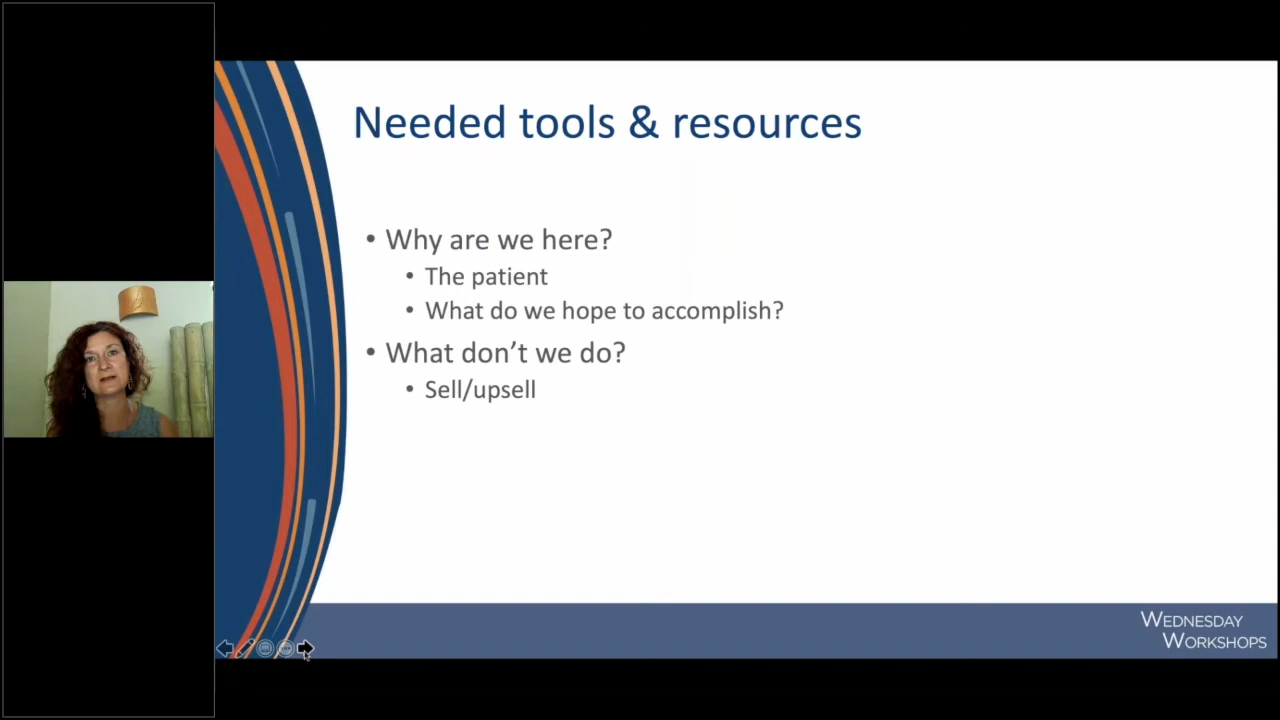 Needed tools & resources
• Why are we here?
• The patient
• What do we hope to accomplish?
• What don’t we do?
• Sell/upsell
WEDNESDAY
WORKSHOPS